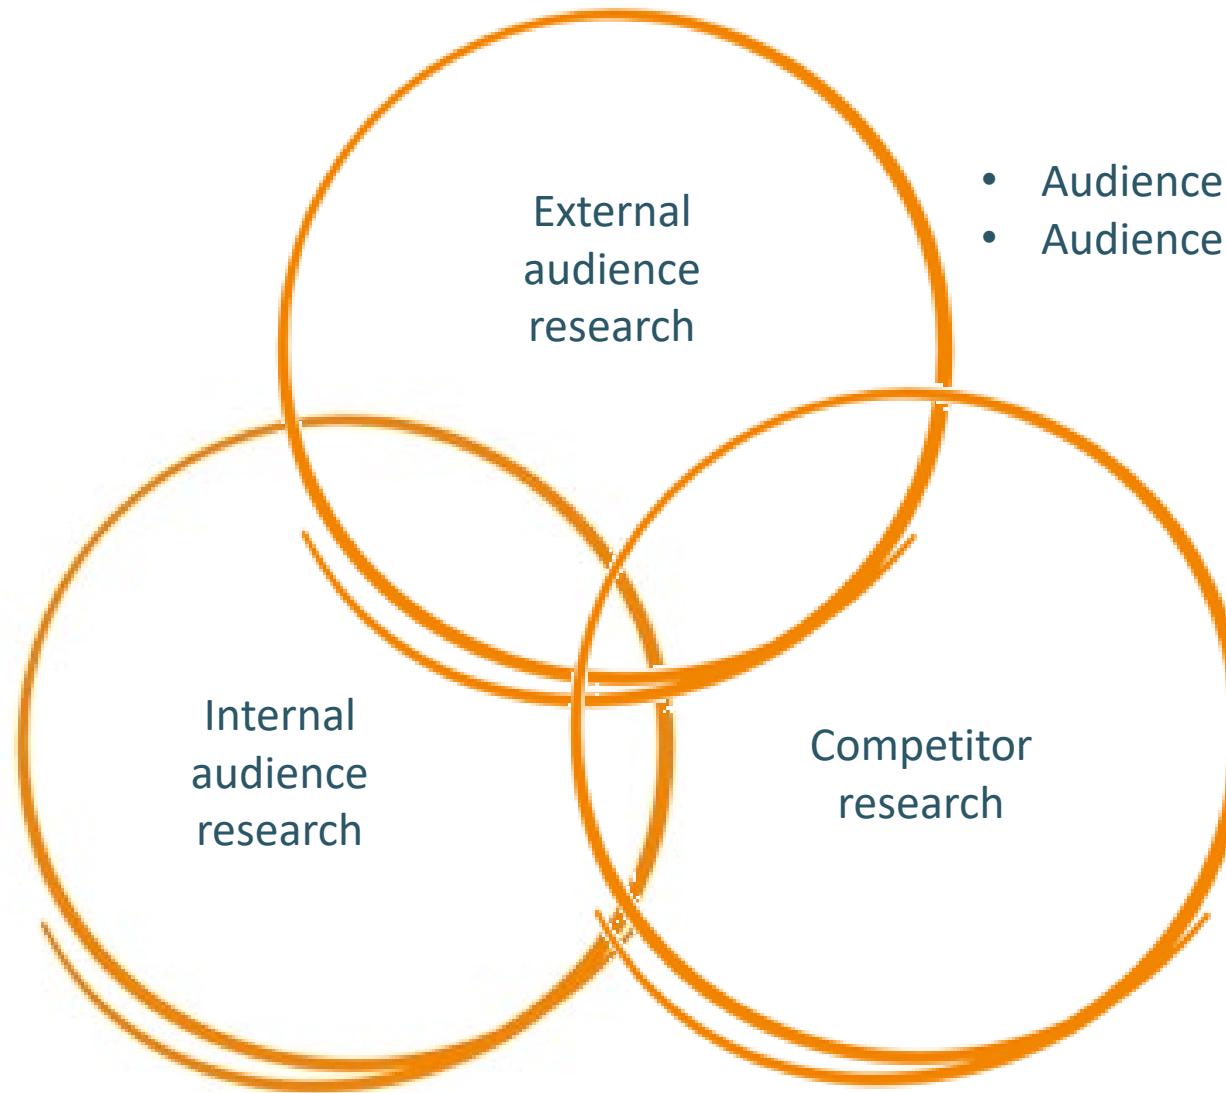 External
audience
research
• Audience
• Audience
Internal
audience
research
Competitor
research